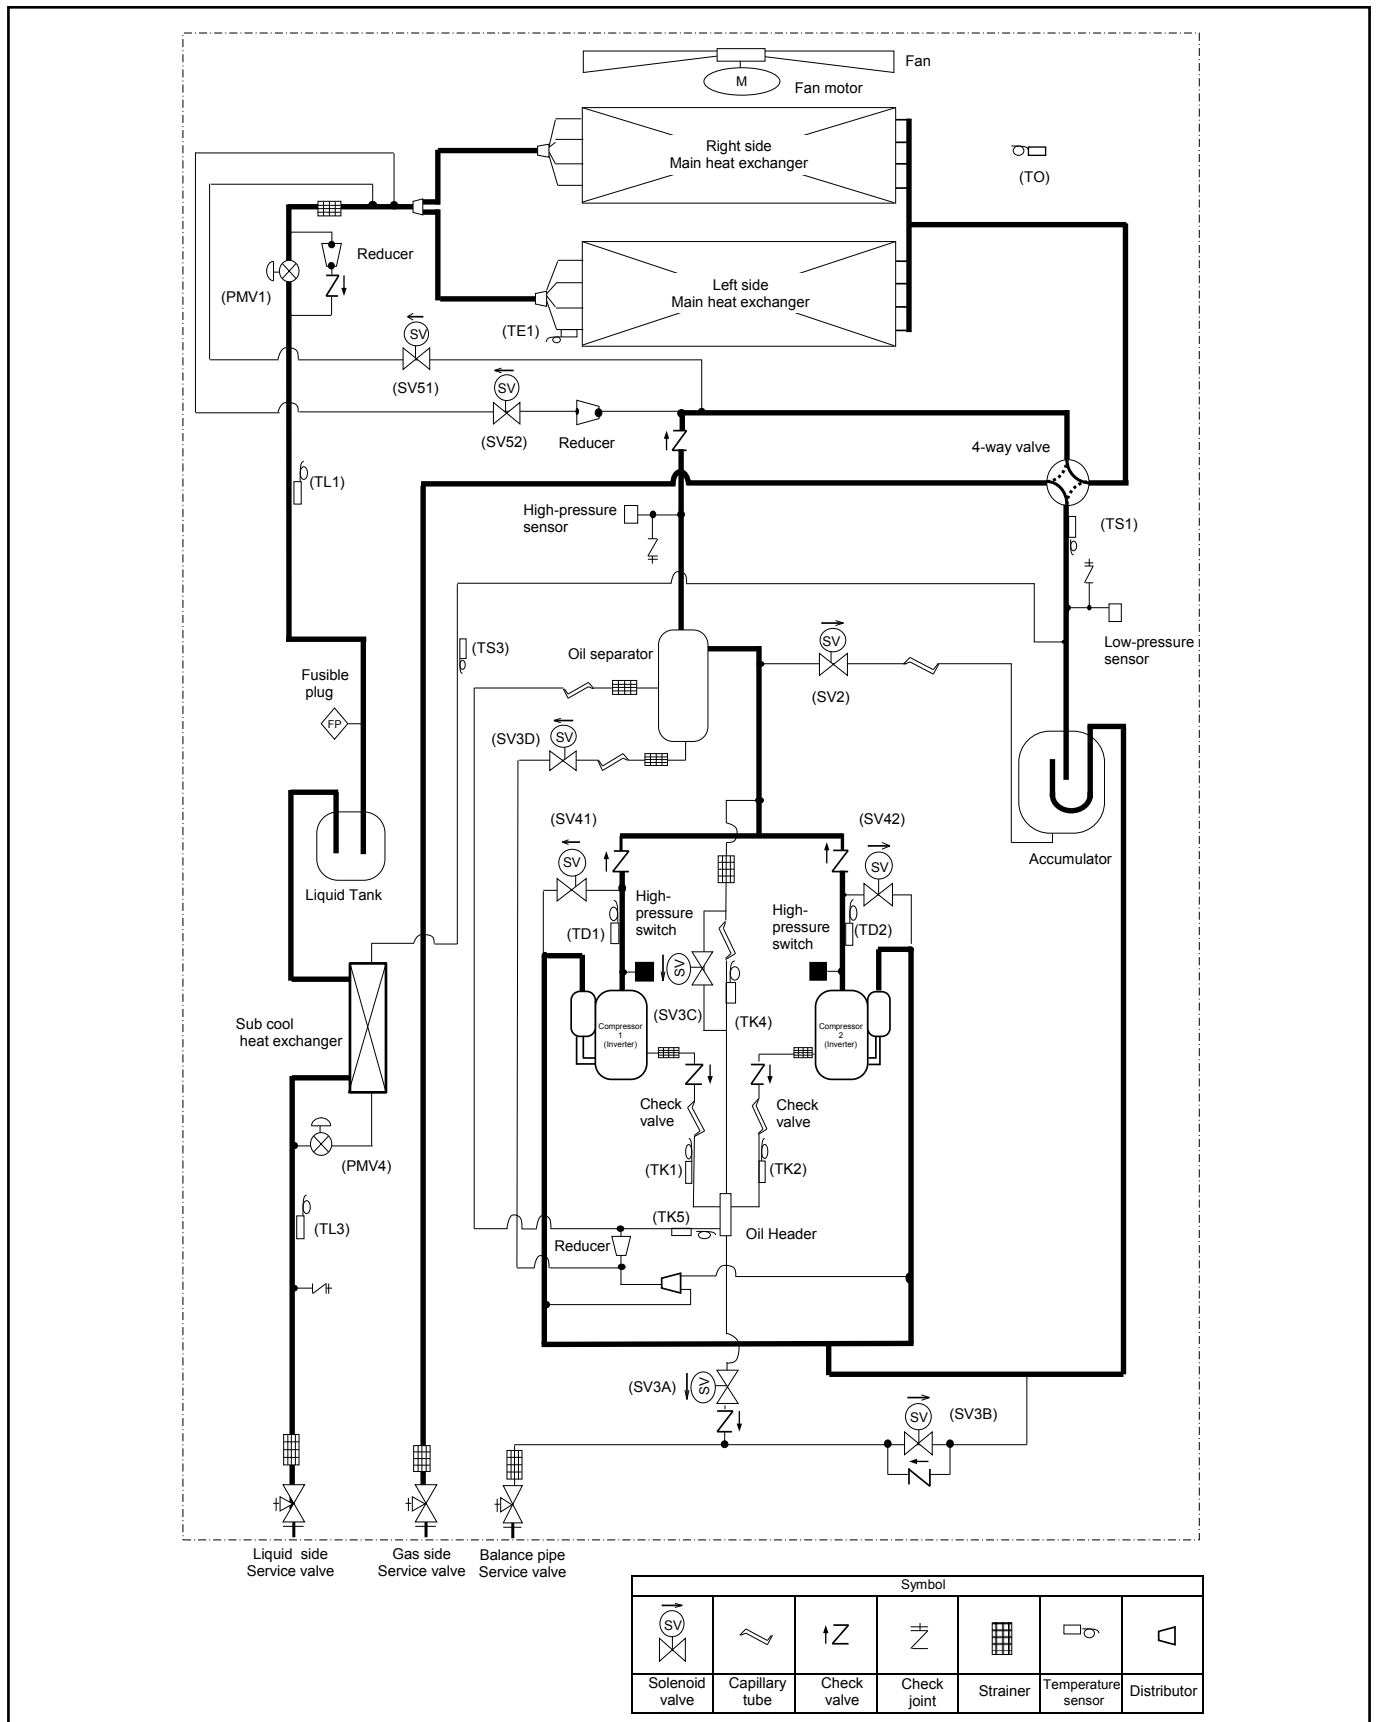 Fan
M
Fan motor
Right side
Main heat exchanger
(TO)
Reducer
(PMV1)
Left side
Main heat exchanger
(TE1)
SV
(SV51)
SV
(SV52)
Reducer
4-way valve
(TL1)
High-pressure
sensor
(TS1)
(TS3)
Oil separator
SV
(SV2)
Low-pressure
sensor
Fusible
plug
FP
(SV3D)
SV
(SV41)
SV
(SV42)
SV
Accumulator
Liquid Tank
High-
pressure
switch
(TD1)
High-
pressure
switch
(TD2)
SV
(SV3C)
(TK4)
Compressor
1
(Inverter)
Compressor
2
(Inverter)
Sub cool
heat exchanger
Check
valve
Check
valve
(PMV4)
(TK1)
(TK2)
(TL3)
(TK5)
Oil Header
Reducer
(SV3A)
SV
SV
(SV3B)
Liquid side
Service valve
Gas side
Service valve
Balance pipe
Service valve
Symbol
SV
Solenoid
valve
Capillary
tube
Check
valve
Check
joint
Strainer
Temperature
sensor
Distributor